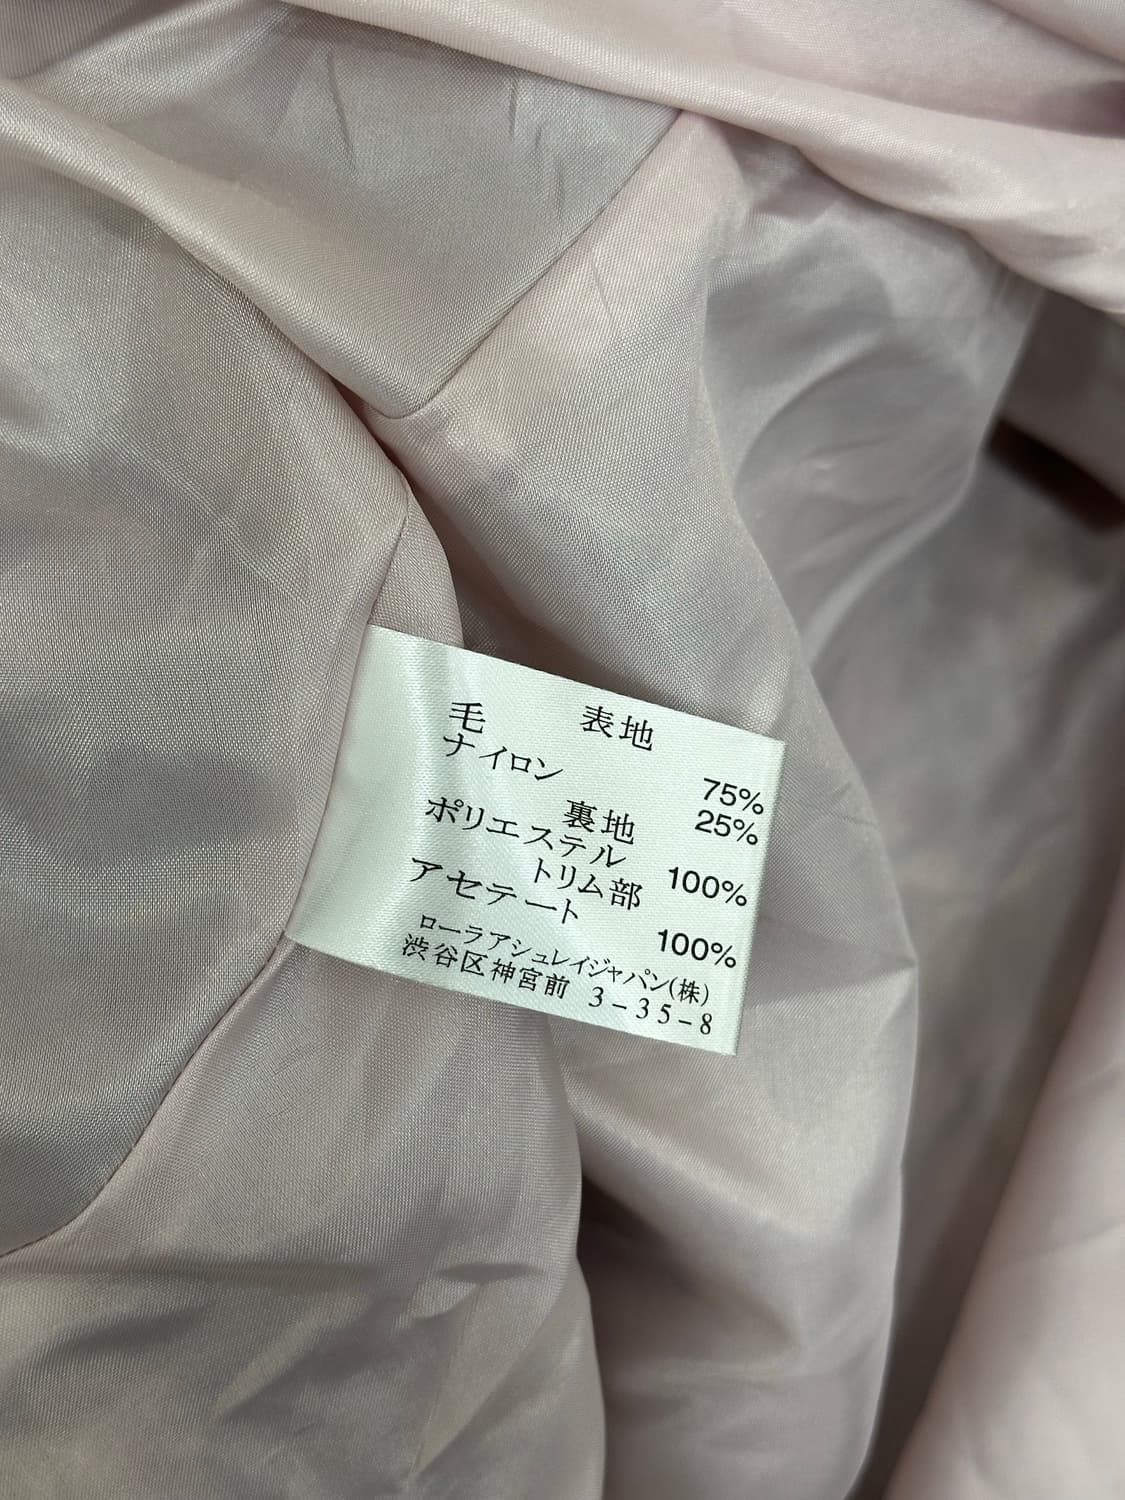 表地
毛 75%
ナイロン 25%
裏地
ポリエステル 100%
トリム部
アセテート 100%
ローラアシュレイジャパン(株)
渋谷区神宮前 3-35-8